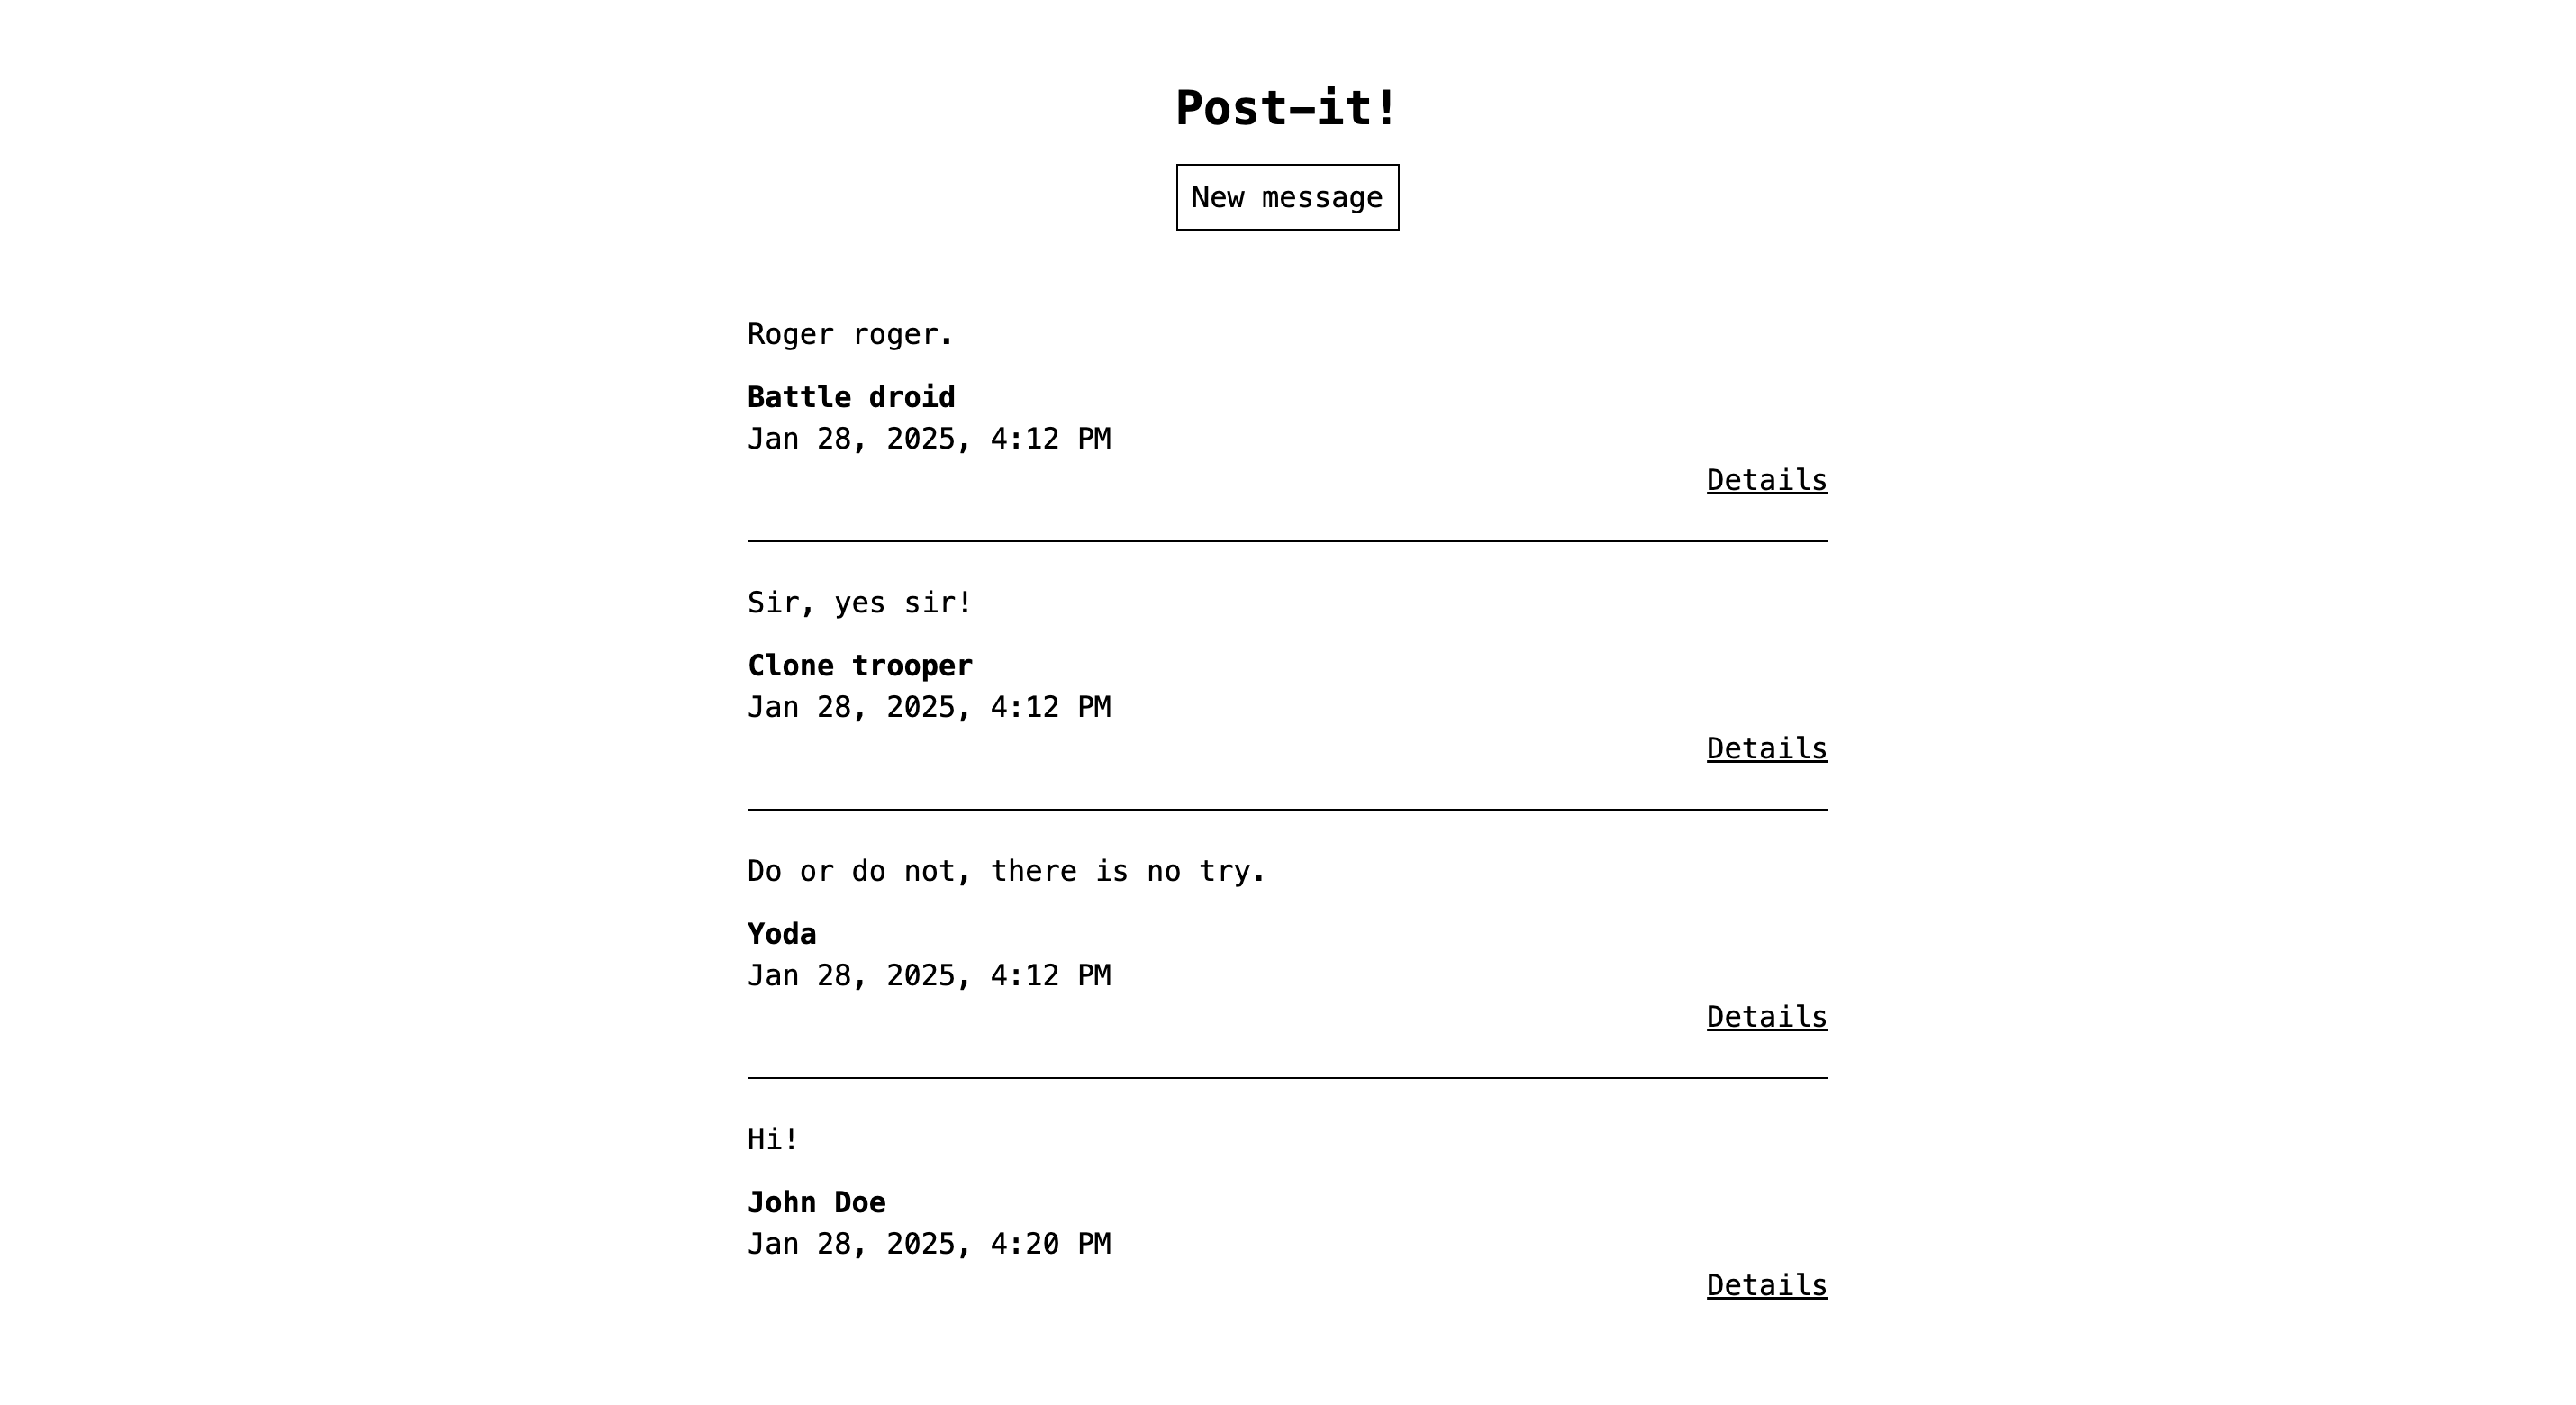 Post-it!
New message
Roger roger.
Battle droid
Jan 28, 2025, 4:12 PM
Details
Sir, yes sir!
Clone trooper
Jan 28, 2025, 4:12 PM
Details
Do or do not, there is no try.
Yoda
Jan 28, 2025, 4:12 PM
Details
Hi!
John Doe
Jan 28, 2025, 4:20 PM
Details